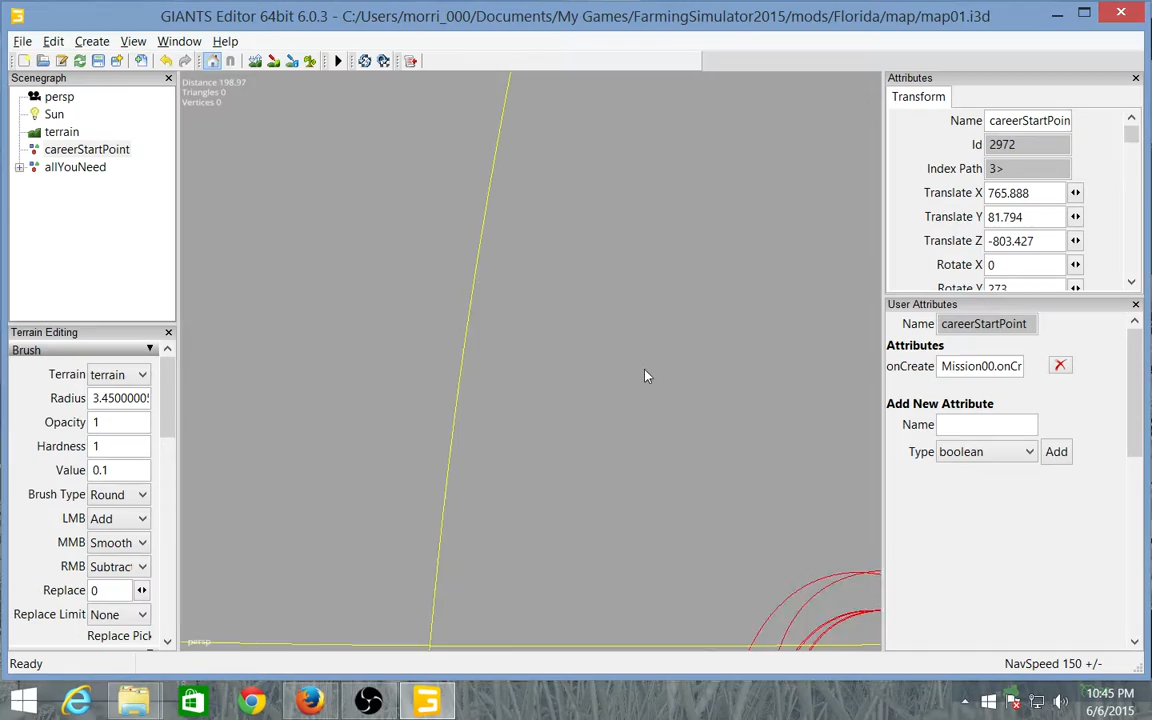 GIANTS Editor 64bit 6.0.3 - C:/Users/morri_000/Documents/My Games/FarmingSimulator2015/mods/Florida/map/map01.i3d
File Edit Create View Window Help
Scenegraph
persp
Sun
terrain
careerStartPoint
allYouNeed
Terrain Editing
Brush
Terrain terrain
Radius 3.45000005
Opacity 1
Hardness 1
Value 0.1
Brush Type Round
LMB Add
MMB Smooth
RMB Subtrac
Replace 0
Replace Limit None
Replace Pick
Distance 198.97
Triangles 0
Vertices 0
persp
Attributes
Transform
Name careerStartPoin
Id 2972
Index Path 3>
Translate X 765.888
Translate Y 81.794
Translate Z -803.427
Rotate X 0
Rotate Y 273
User Attributes
Name careerStartPoint
Attributes
onCreate Mission00.onCr
Add New Attribute
Name
Type boolean Add
Ready
NavSpeed 150 +/-
10:45 PM
6/6/2015